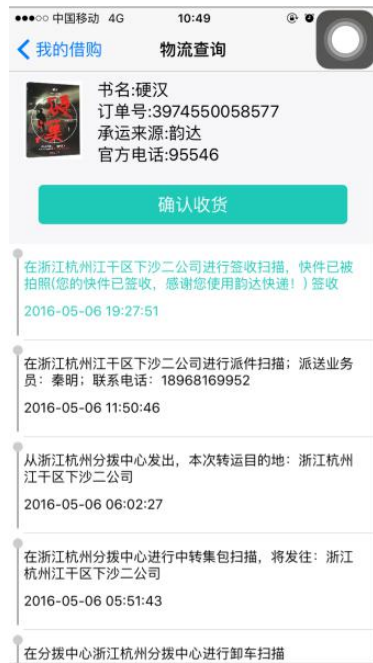 中国移动 4G 10:49
我的借购 物流查询
书名:硬汉
订单号:3974550058577
承运来源:韵达
官方电话:95546
确认收货
在浙江杭州江干区下沙二公司进行签收扫描，快件已被
拍照(您的快件已签收，感谢您使用韵达快递！) 签收
2016-05-06 19:27:51
在浙江杭州江干区下沙二公司进行派件扫描；派送业务
员：秦明；联系电话：18968169952
2016-05-06 11:50:46
从浙江杭州分拨中心发出，本次转运目的地：浙江杭州
江干区下沙二公司
2016-05-06 06:02:27
在浙江杭州分拨中心进行中转集包扫描，将发往：浙江
杭州江干区下沙二公司
2016-05-06 05:51:43
在分拨中心浙江杭州分拨中心进行卸车扫描